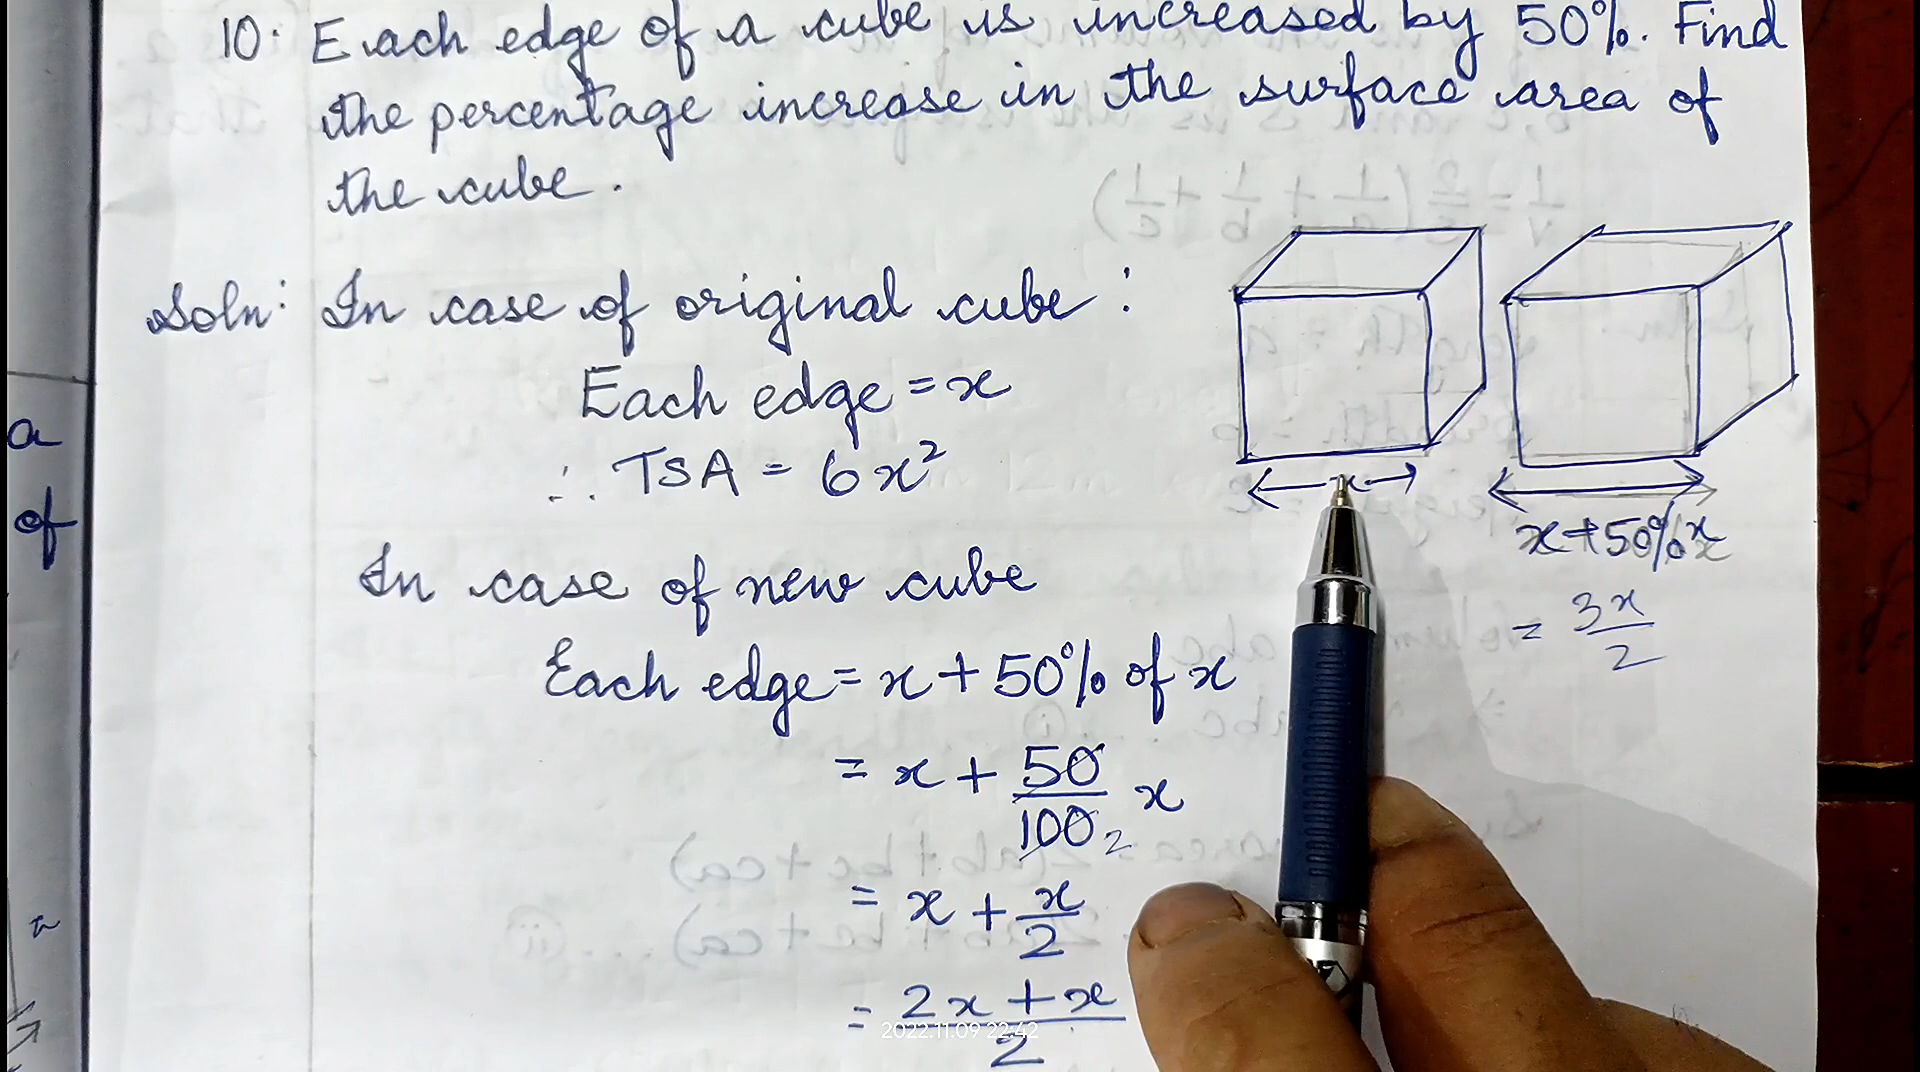 10. Each edge of a cube is increased by 50%. Find
the percentage increase in the surface area of
the cube.
Soln: In case of original cube:
Each edge = x
∴ TSA = 6x²
x
x+50%x
= 3x/2
In case of new cube
Each edge = x + 50% of x
= x + 50/100 2 x
= x + x/2
= 2x + x/2
2022.11.09 22:42
a
of